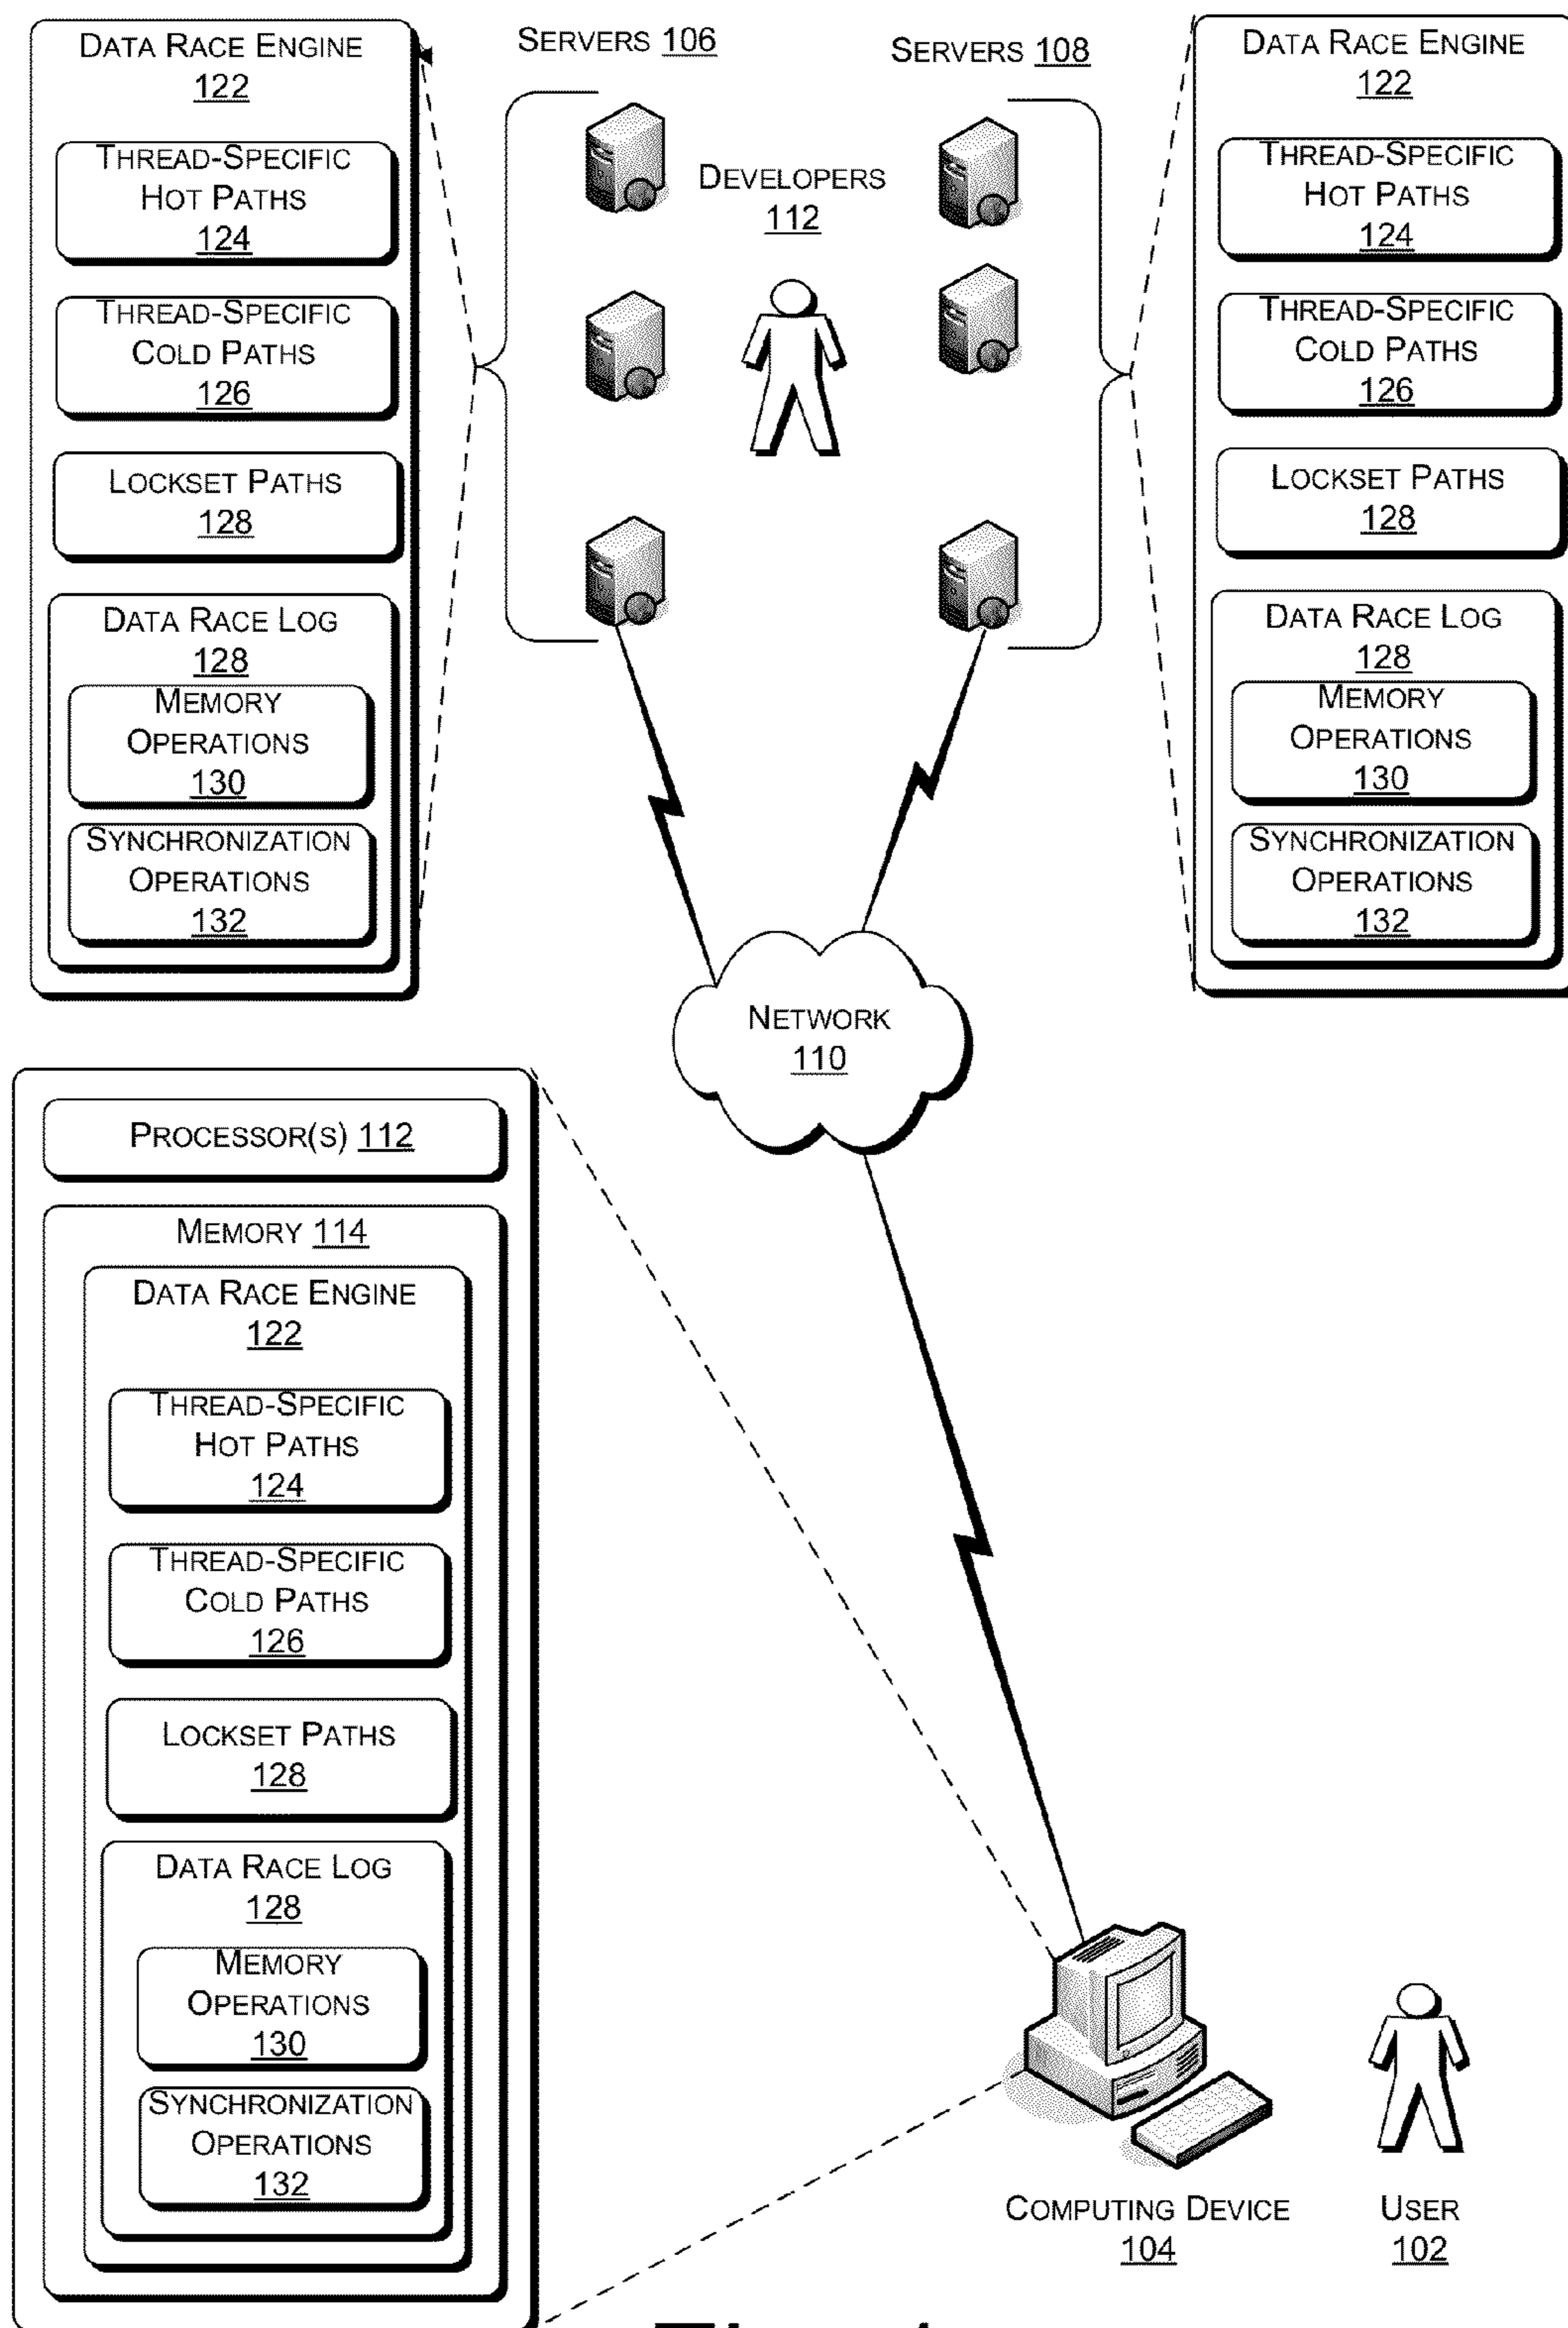 DATA RACE ENGINE
122
THREAD-SPECIFIC
HOT PATHS
124
THREAD-SPECIFIC
COLD PATHS
126
LOCKSET PATHS
128
DATA RACE LOG
128
MEMORY
OPERATIONS
130
SYNCHRONIZATION
OPERATIONS
132
SERVERS 106
SERVERS 108
DEVELOPERS
112
DATA RACE ENGINE
122
THREAD-SPECIFIC
HOT PATHS
124
THREAD-SPECIFIC
COLD PATHS
126
LOCKSET PATHS
128
DATA RACE LOG
128
MEMORY
OPERATIONS
130
SYNCHRONIZATION
OPERATIONS
132
NETWORK
110
PROCESSOR(S) 112
MEMORY 114
DATA RACE ENGINE
122
THREAD-SPECIFIC
HOT PATHS
124
THREAD-SPECIFIC
COLD PATHS
126
LOCKSET PATHS
128
DATA RACE LOG
128
MEMORY
OPERATIONS
130
SYNCHRONIZATION
OPERATIONS
132
COMPUTING DEVICE
104
USER
102